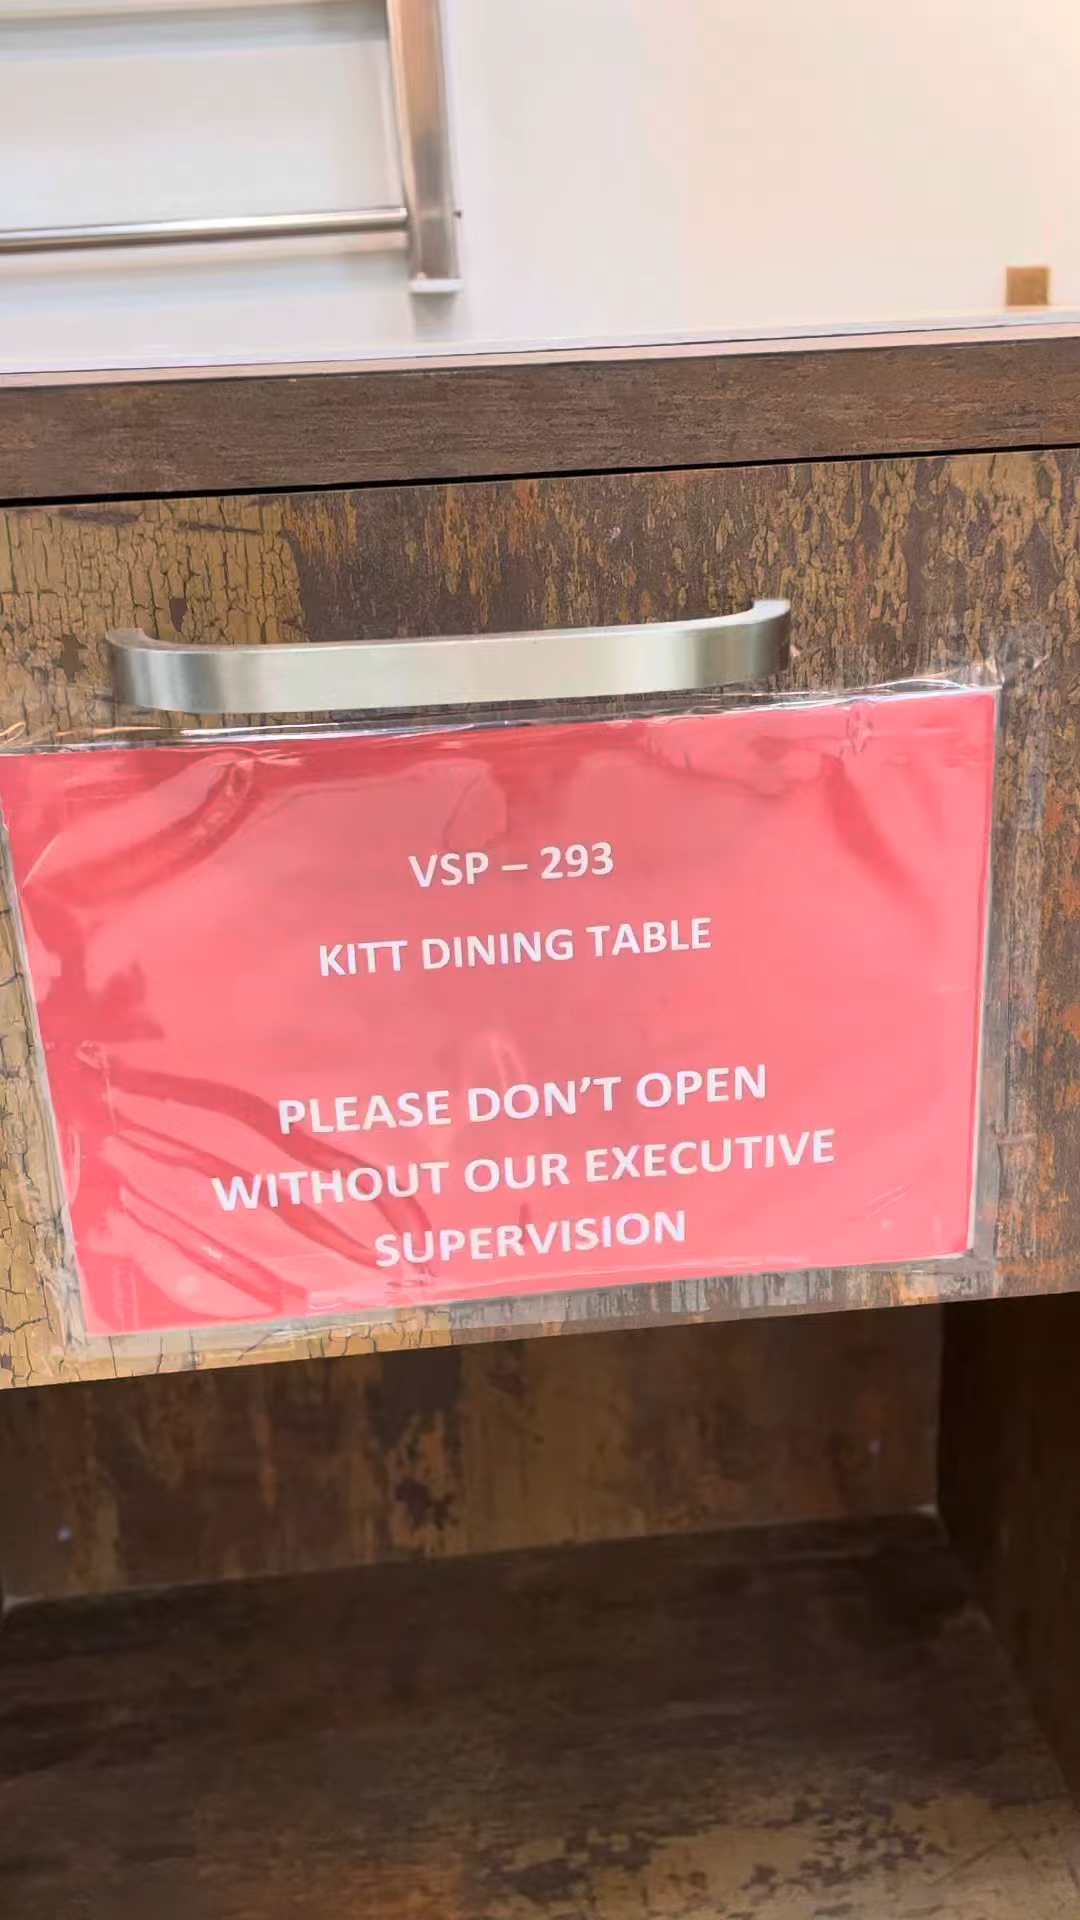 VSP – 293
KITT DINING TABLE
PLEASE DON'T OPEN
WITHOUT OUR EXECUTIVE
SUPERVISION